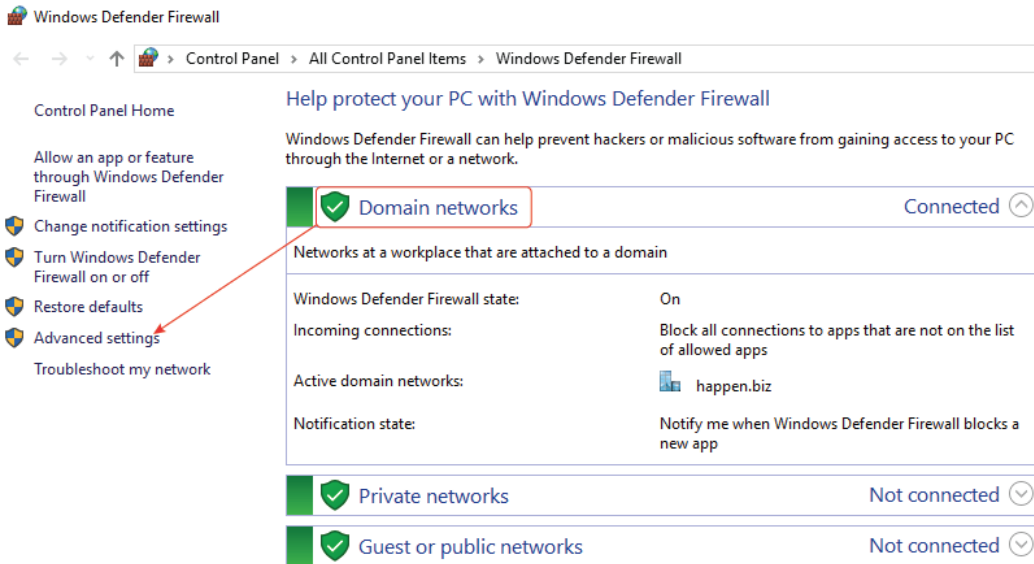 Windows Defender Firewall
Control Panel > All Control Panel Items > Windows Defender Firewall
Control Panel Home
Allow an app or feature
through Windows Defender
Firewall
Change notification settings
Turn Windows Defender
Firewall on or off
Restore defaults
Advanced settings
Troubleshoot my network
Help protect your PC with Windows Defender Firewall
Windows Defender Firewall can help prevent hackers or malicious software from gaining access to your PC
through the Internet or a network.
Domain networks
Connected
Networks at a workplace that are attached to a domain
Windows Defender Firewall state:
On
Incoming connections:
Block all connections to apps that are not on the list
of allowed apps
Active domain networks:
happen.biz
Notification state:
Notify me when Windows Defender Firewall blocks a
new app
Private networks
Not connected
Guest or public networks
Not connected